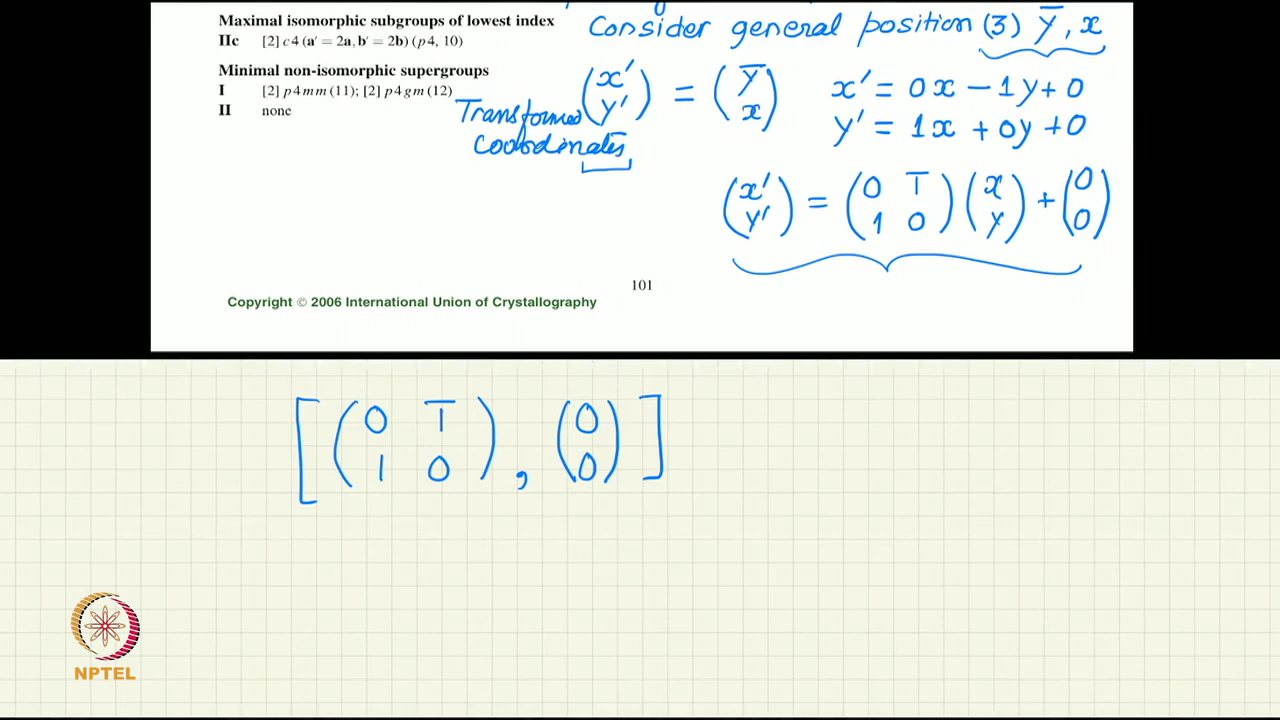 Maximal isomorphic subgroups of lowest index
IIc [2] c4 (a′ = 2a, b′ = 2b) (p4, 10)
Minimal non-isomorphic supergroups
I [2] p4mm (11); [2] p4gm (12)
II none
Consider general position (3) y̅, x
(x′ y′) = (y̅ x)
x′ = 0x − 1y + 0
y′ = 1x + 0y + 0
Transformed
coordinates
(x′ = (0 1̅ (x + (0
y′) 1 0) y) 0)
101
Copyright © 2006 International Union of Crystallography
[(0 1̅ , (0
1 0) 0)]
NPTEL